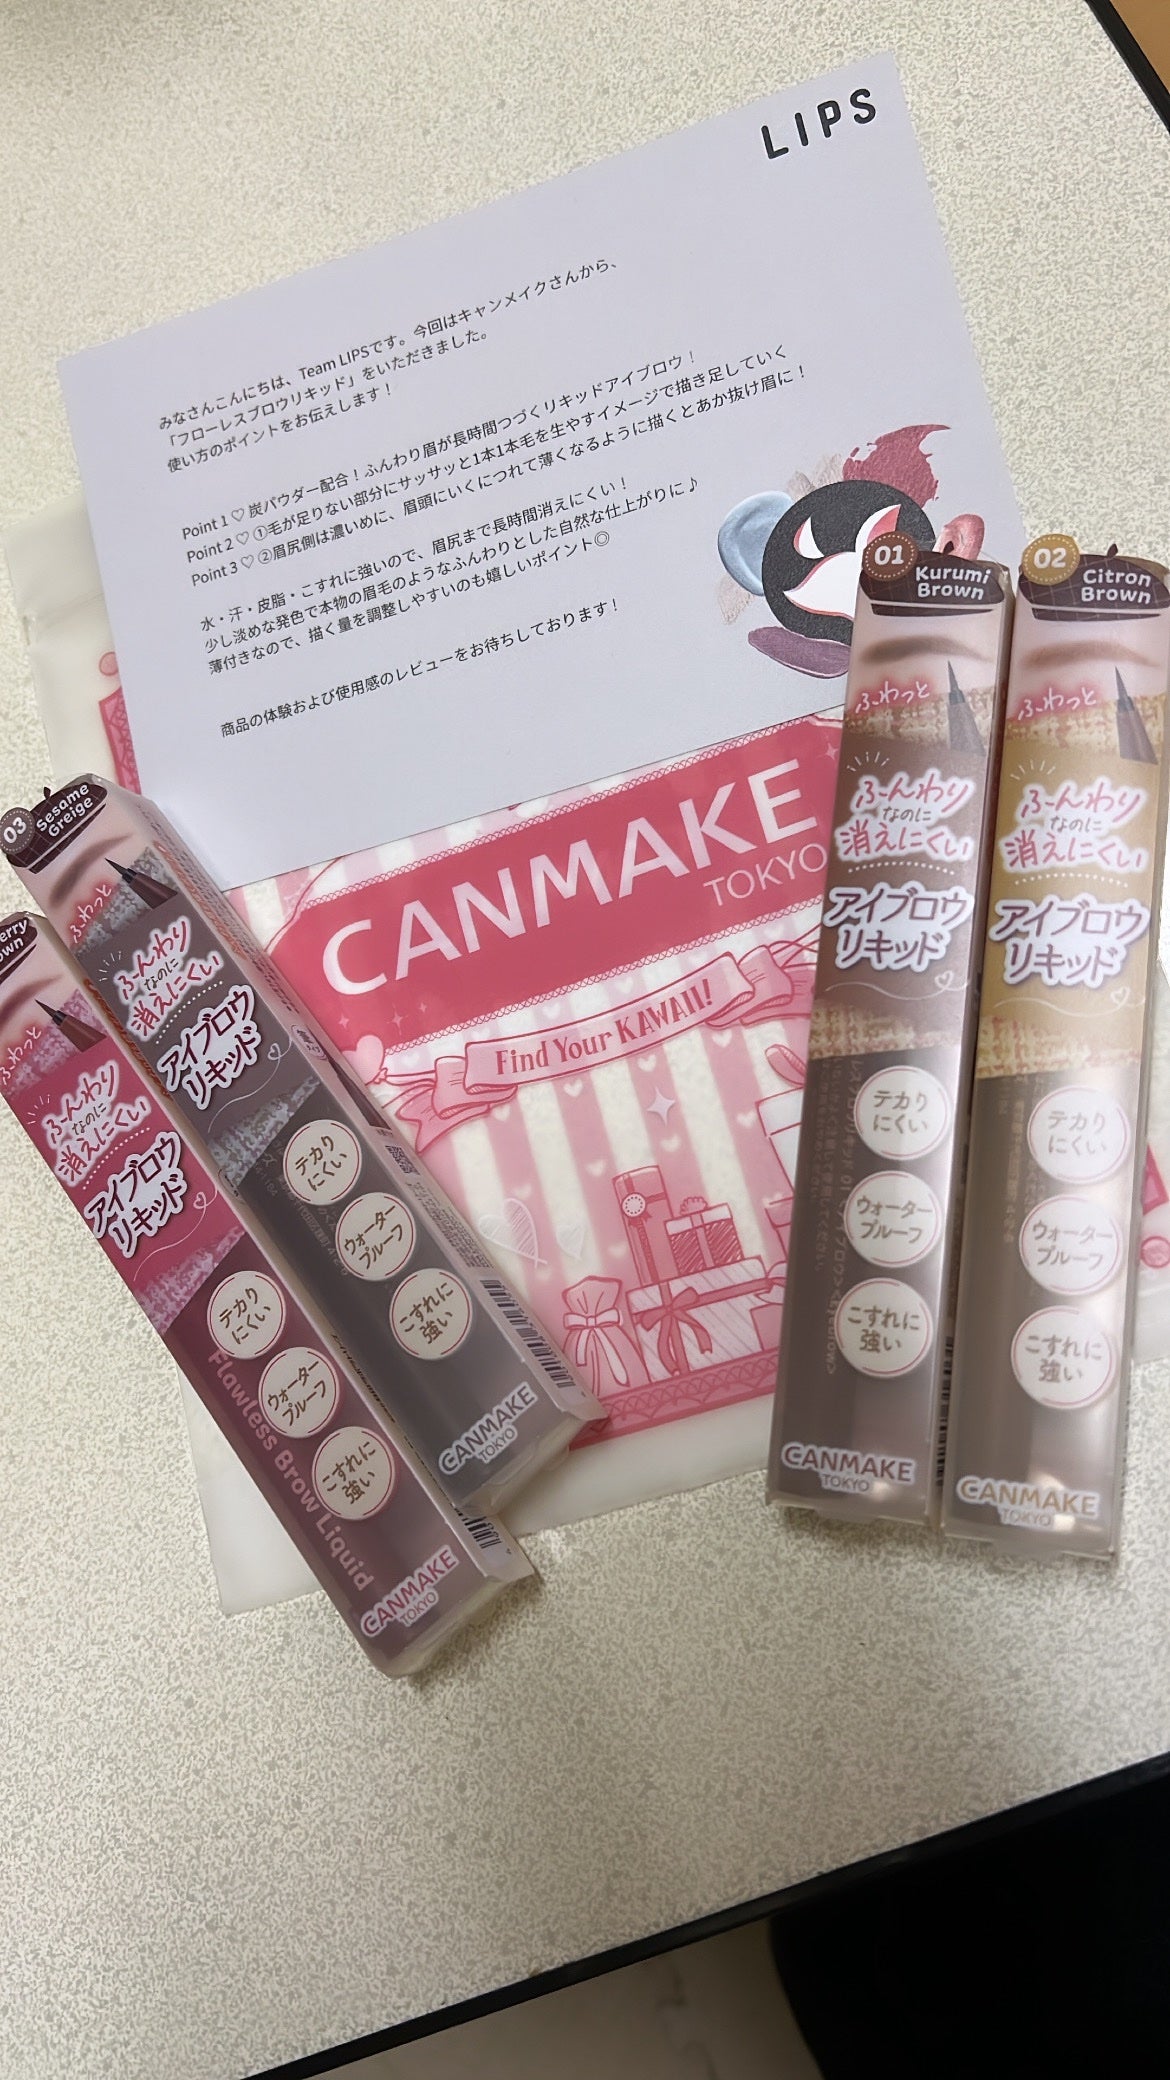 LIPS
みなさんこんにちは、Team LIPSです。今回はキャンメイクさんから、
「フローレスブロウリキッド」をいただきました。
使い方のポイントをお伝えします！
Point 1 ♡ 炭パウダー配合！ふんわり眉が長時間つづくリキッドアイブロウ！
Point 2 ♡ ①毛が足りない部分にサッサッと1本1本毛を生やすイメージで描き足していく
Point 3 ♡ ②眉尻側は濃いめに、眉頭にいくにつれて薄くなるように描くとあか抜け眉に！
水・汗・皮脂・こすれに強いので、眉尻まで長時間消えにくい！
少し淡めな発色で本物の眉毛のようなふんわりとした自然な仕上がりに♪
薄付きなので、描く量を調整しやすいのも嬉しいポイント◎
商品の体験および使用感のレビューをお待ちしております！
CANMAKE
TOKYO
Find Your KAWAII!
01
Kurumi
Brown
ふわっと
ふーんわり
なのに
消えにくい
アイブロウ
リキッド
テカり
にくい
ウォーター
プルーフ
こすれに
強い
CANMAKE
TOKYO
02
Citron
Brown
ふわっと
ふーんわり
なのに
消えにくい
アイブロウ
リキッド
テカり
にくい
ウォーター
プルーフ
こすれに
強い
CANMAKE
TOKYO
03
Sesame
Greige
ふわっと
ふーんわり
なのに
消えにくい
アイブロウ
リキッド
テカり
にくい
ウォーター
プルーフ
こすれに
強い
CANMAKE
TOKYO
erry
own
ふわっと
ふーんわり
なのに
消えにくい
アイブロウ
リキッド
テカり
にくい
ウォーター
プルーフ
こすれに
強い
Flawless Brow Liquid
CANMAKE
TOKYO